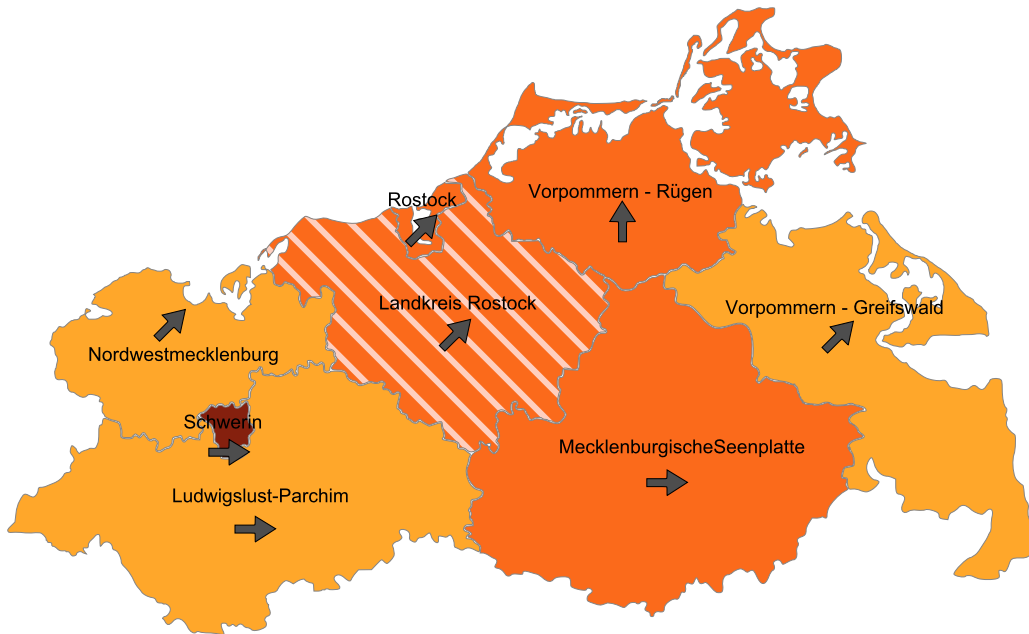 Rostock
Vorpommern - Rügen
Landkreis Rostock
Vorpommern - Greifswald
Nordwestmecklenburg
Schwerin
MecklenburgischeSeenplatte
Ludwigslust-Parchim